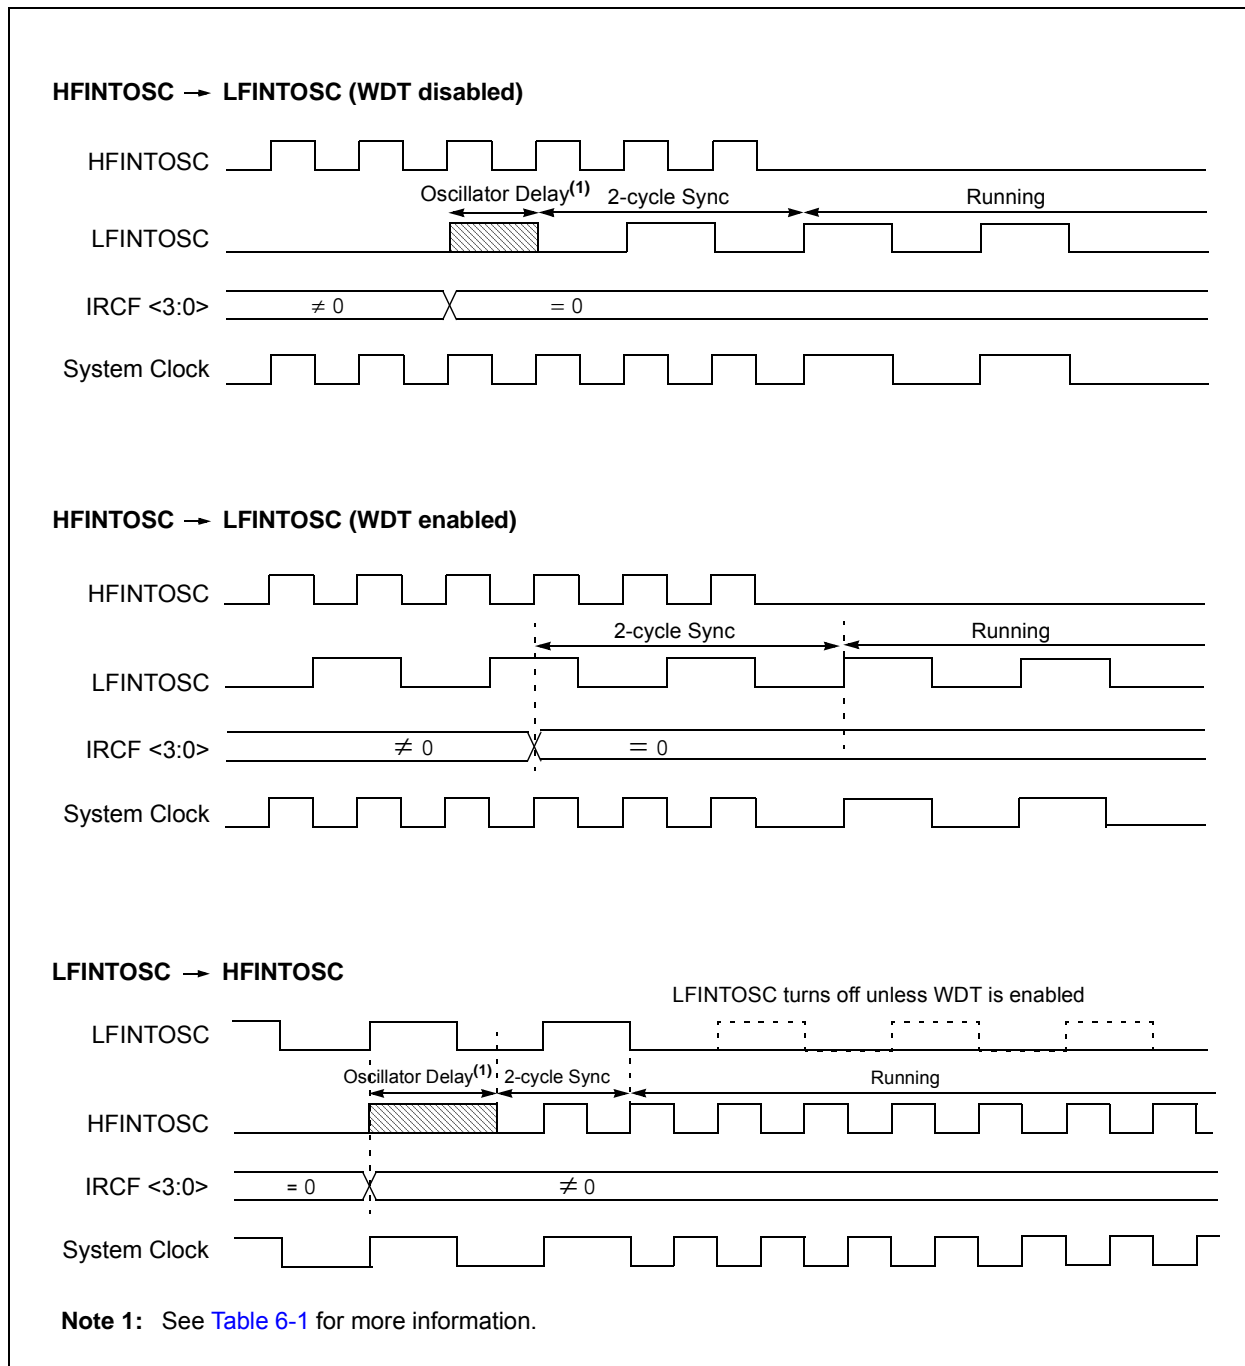 HFINTOSC → LFINTOSC (WDT disabled)
HFINTOSC
Oscillator Delay(1) 2-cycle Sync Running
LFINTOSC
IRCF <3:0> ≠ 0 = 0
System Clock
HFINTOSC → LFINTOSC (WDT enabled)
HFINTOSC
2-cycle Sync Running
LFINTOSC
IRCF <3:0> ≠ 0 = 0
System Clock
LFINTOSC → HFINTOSC
LFINTOSC turns off unless WDT is enabled
LFINTOSC
Oscillator Delay(1) 2-cycle Sync Running
HFINTOSC
IRCF <3:0> = 0 ≠ 0
System Clock
Note 1: See Table 6-1 for more information.